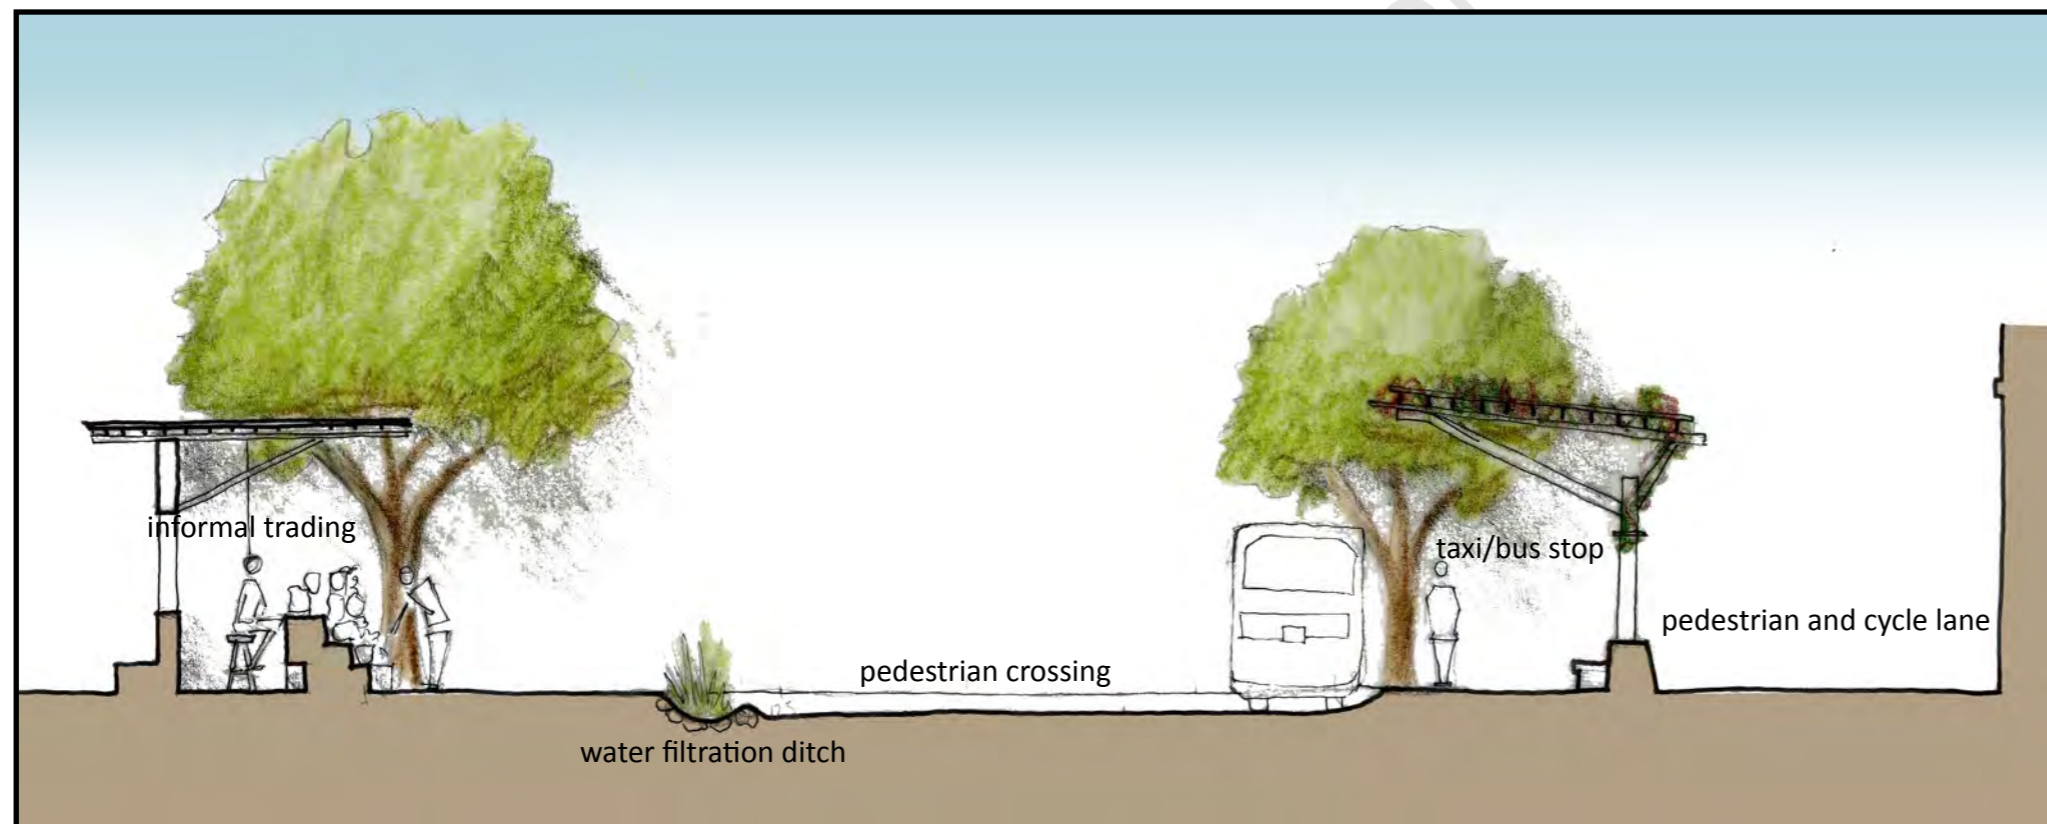 informal trading
taxi/bus stop
pedestrian and cycle lane
pedestrian crossing
water filtration ditch